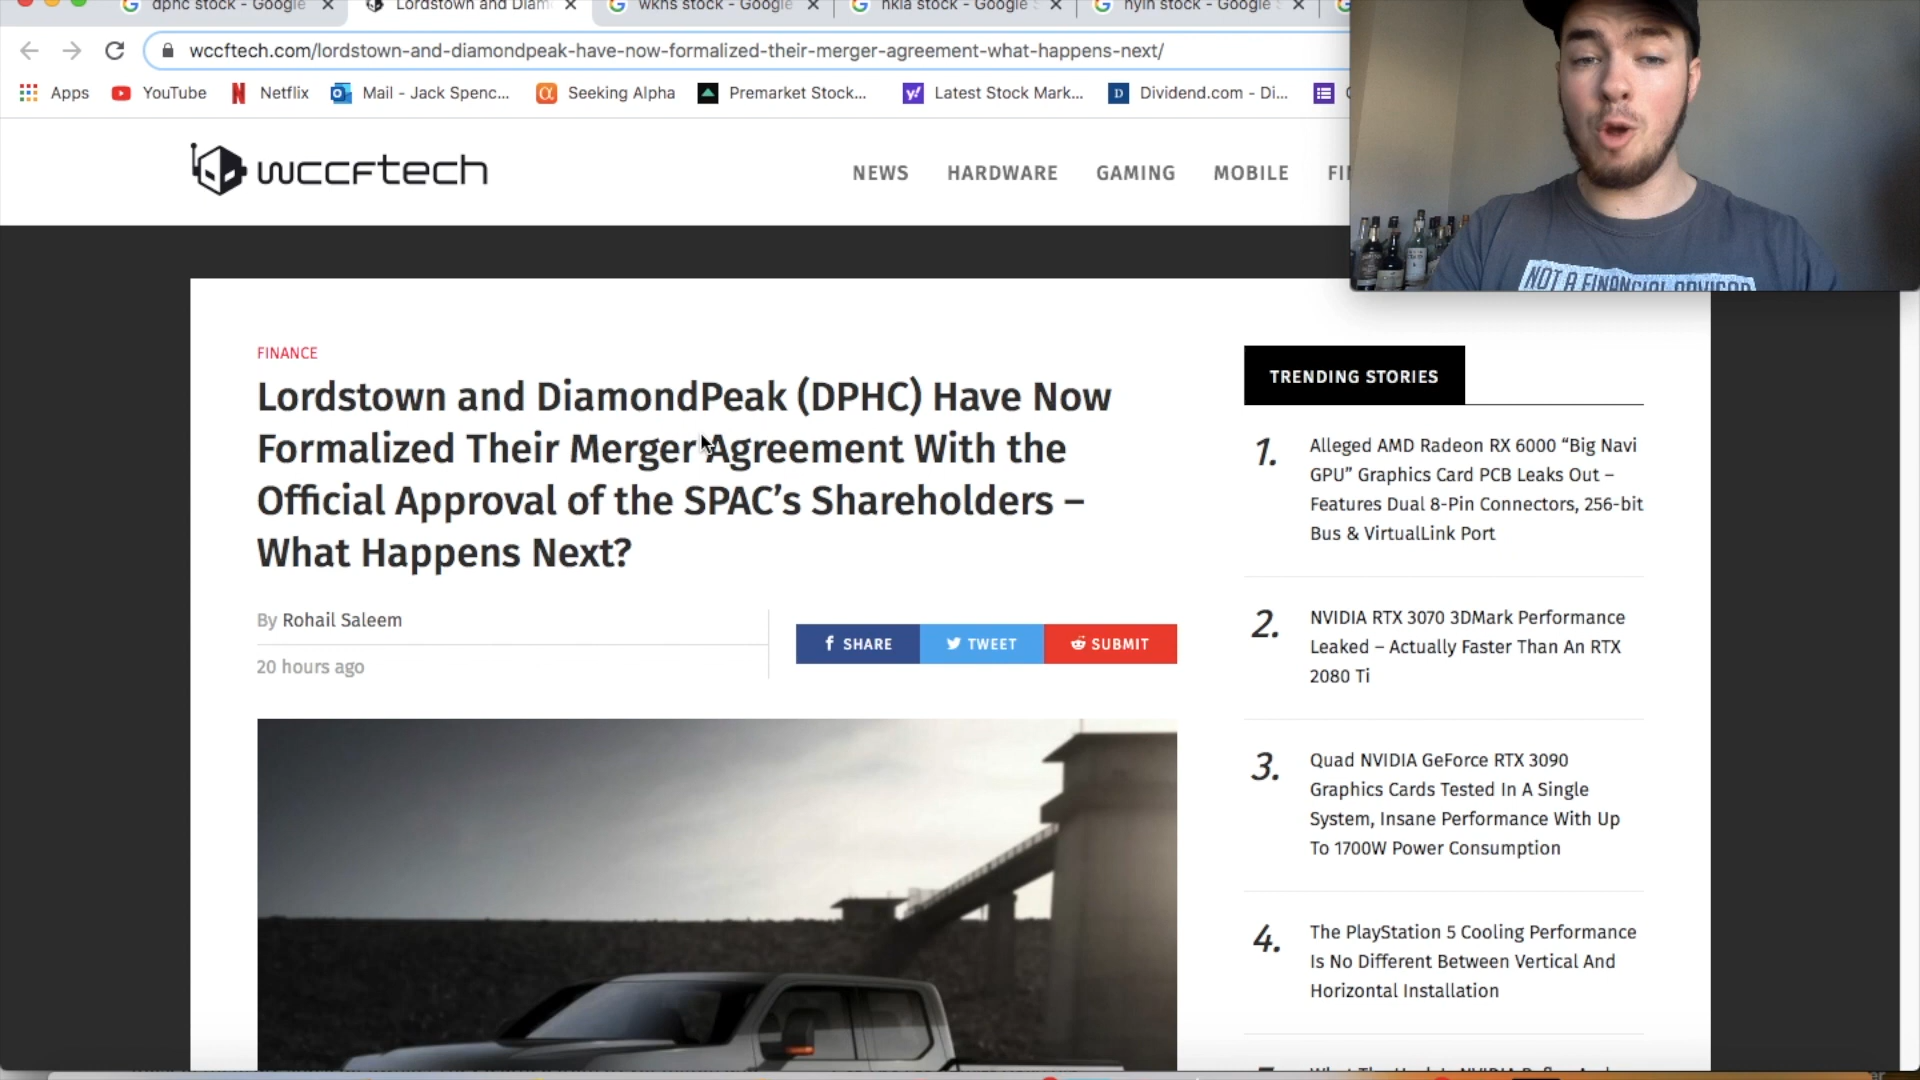 dphc stock - Google
Lordstown and Diam
wkhs stock - Google
nkla stock - Google S
hyln stock - Google S
wccftech.com/lordstown-and-diamondpeak-have-now-formalized-their-merger-agreement-what-happens-next/
Apps
YouTube
Netflix
Mail - Jack Spenc...
Seeking Alpha
Premarket Stock...
Latest Stock Mark...
Dividend.com - Di...
wccftech
NEWS
HARDWARE
GAMING
MOBILE
FI
NOT A FINANCIAL ADVISOR
FINANCE
Lordstown and DiamondPeak (DPHC) Have Now
Formalized Their Merger Agreement With the
Official Approval of the SPAC’s Shareholders –
What Happens Next?
By Rohail Saleem
20 hours ago
SHARE
TWEET
SUBMIT
TRENDING STORIES
1.
Alleged AMD Radeon RX 6000 “Big Navi
GPU” Graphics Card PCB Leaks Out –
Features Dual 8-Pin Connectors, 256-bit
Bus & VirtualLink Port
2.
NVIDIA RTX 3070 3DMark Performance
Leaked – Actually Faster Than An RTX
2080 Ti
3.
Quad NVIDIA GeForce RTX 3090
Graphics Cards Tested In A Single
System, Insane Performance With Up
To 1700W Power Consumption
4.
The PlayStation 5 Cooling Performance
Is No Different Between Vertical And
Horizontal Installation